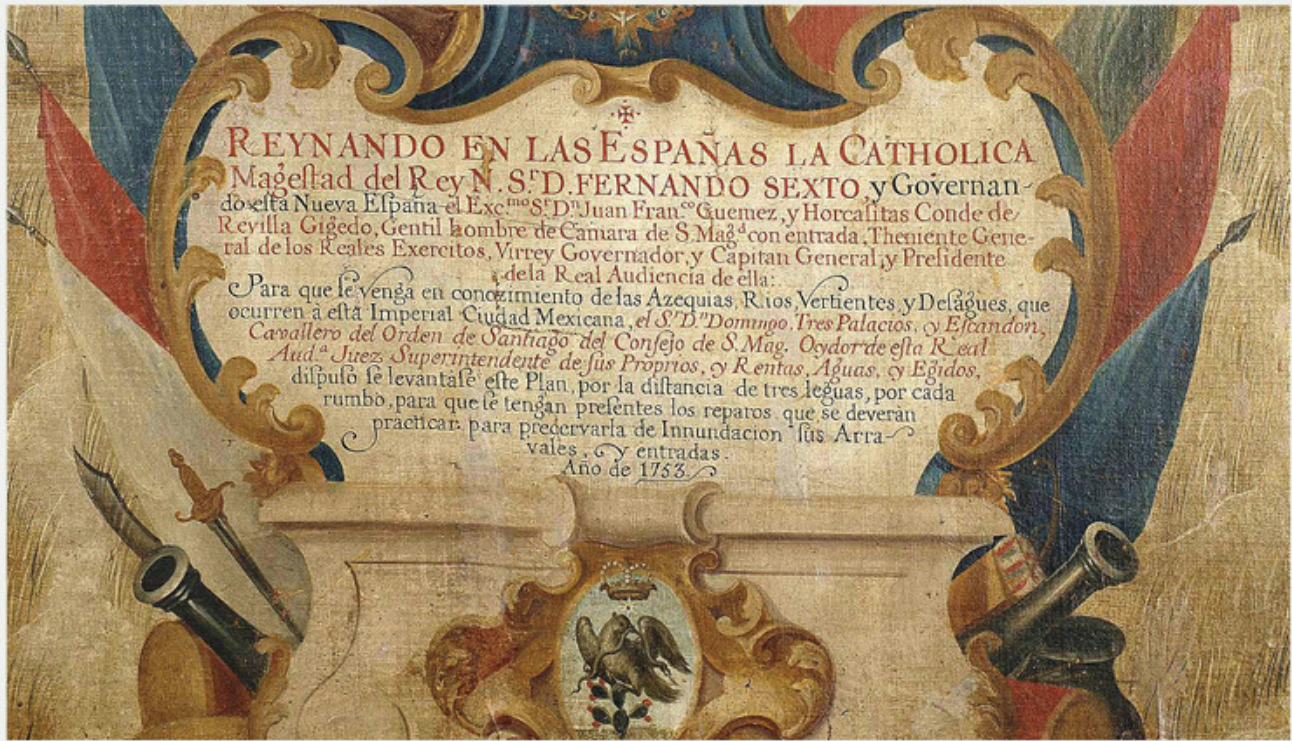 REYNANDO EN LAS ESPAÑAS LA CATHOLICA
Mageſtad del Rey N. S.r D. FERNANDO SEXTO, y Governan-
do eſta Nueva Eſpaña el Exc.mo S.r D.n Juan Fran.co Guemez, y Horcaſitas Conde de
Revilla Gigedo, Gentil hombre de Camara de S. Mag.d con entrada, Theniente Gene-
ral de los Reales Exercitos, Virrey Governador, y Capitan General, y Preſidente
de la Real Audiencia de ella:
Para que ſe venga en conozimiento de las Azequias, Rios, Vertientes, y Deſagues, que
ocurren à eſta Imperial Ciudad Mexicana, el S.r D.n Domingo, Tres Palacios, y Eſcandon,
Cavallero del Orden de Santiago del Conſejo de S. Mag. Oydor de eſta Real
Aud.a Juez Superintendente de ſus Proprios, y Rentas, Aguas, y Egidos,
diſpuſo ſe levantaſe eſte Plan, por la diſtancia de tres leguas, por cada
rumbo, para que ſe tengan preſentes los reparos que se deverán
practicar para precervarla de Innundacion ſus Arra-
vales, y entradas.
Año de 1753.